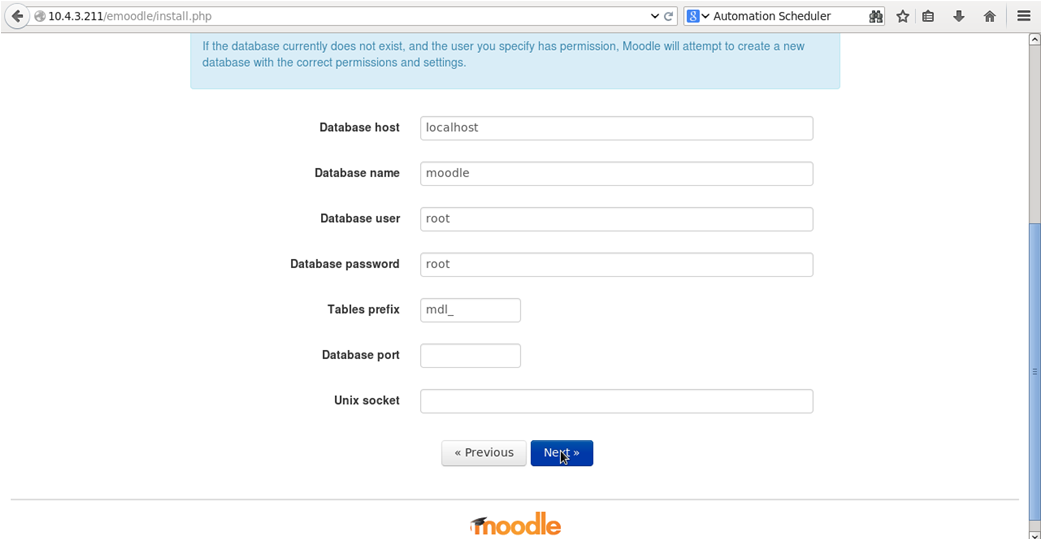 10.4.3.211/emoodle/install.php
Automation Scheduler
If the database currently does not exist, and the user you specify has permission, Moodle will attempt to create a new
database with the correct permissions and settings.
Database host localhost
Database name moodle
Database user root
Database password root
Tables prefix mdl_
Database port
Unix socket
« Previous Next »
moodle